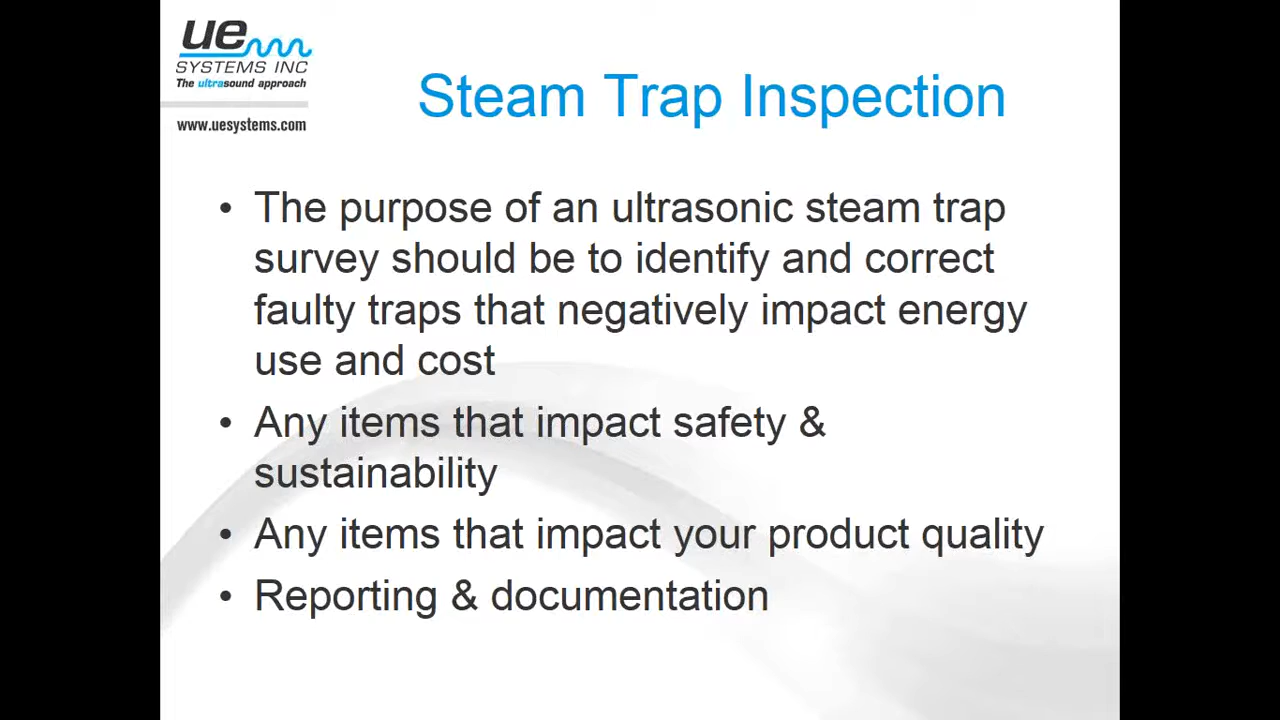 ue
SYSTEMS INC
The ultrasound approach
www.uesystems.com
Steam Trap Inspection
• The purpose of an ultrasonic steam trap
survey should be to identify and correct
faulty traps that negatively impact energy
use and cost
• Any items that impact safety &
sustainability
• Any items that impact your product quality
• Reporting & documentation